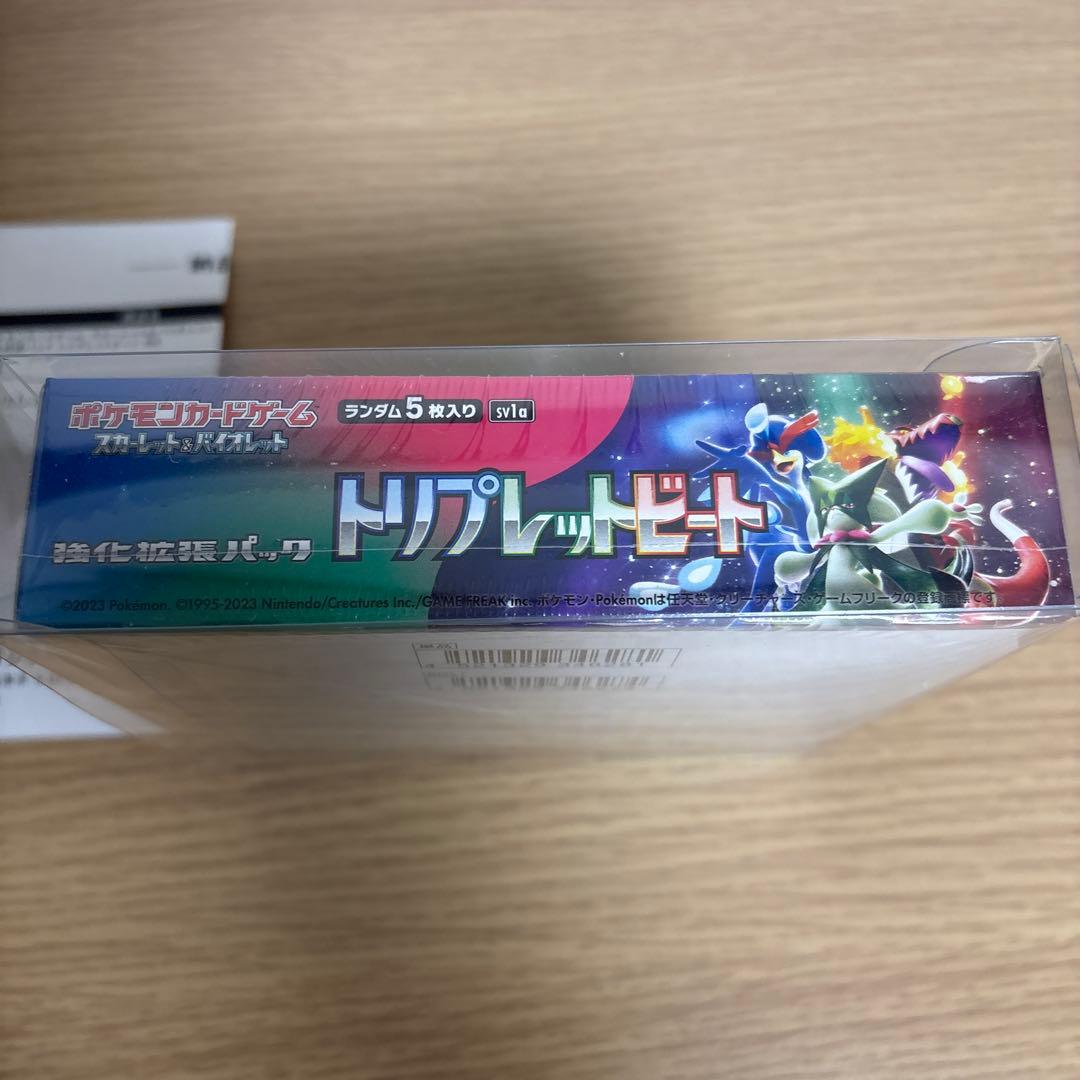 ポケモンカードゲーム
スカーレット&バイオレット
ランダム5枚入り
sv1a
トリプレットビート
強化拡張パック
©2023 Pokémon. ©1995-2023 Nintendo/Creatures Inc./GAME FREAK inc. ポケモン・Pokémonは任天堂・クリーチャーズ・ゲームフリークの登録商標です。